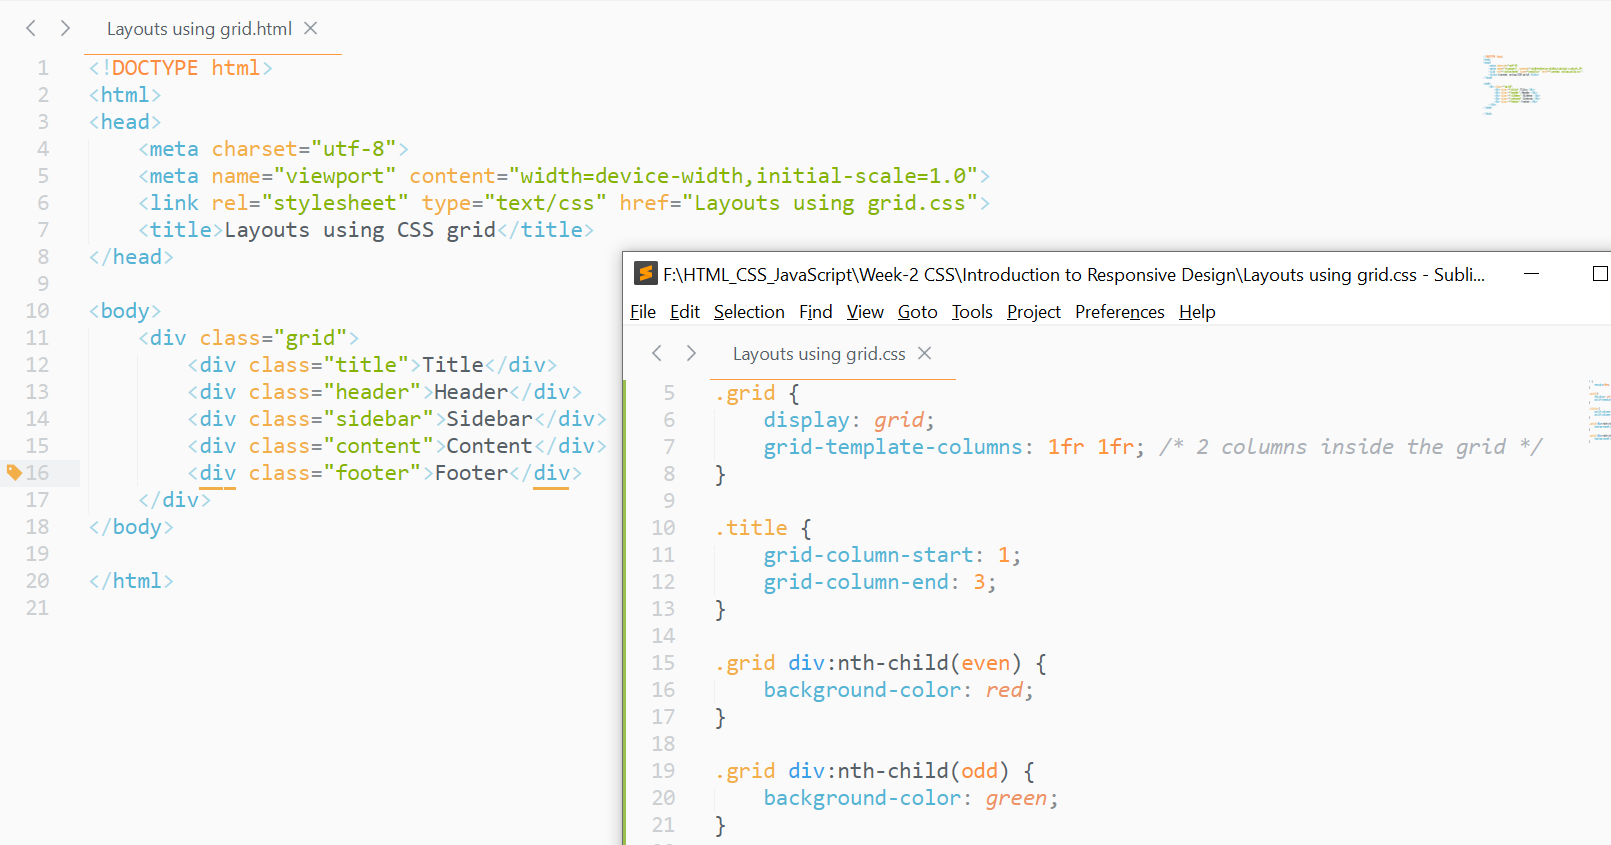 Layouts using grid.html
1 <!DOCTYPE html>
2 <html>
3 <head>
4     <meta charset="utf-8">
5     <meta name="viewport" content="width=device-width,initial-scale=1.0">
6     <link rel="stylesheet" type="text/css" href="Layouts using grid.css">
7     <title>Layouts using CSS grid</title>
8 </head>
9
10 <body>
11     <div class="grid">
12         <div class="title">Title</div>
13         <div class="header">Header</div>
14         <div class="sidebar">Sidebar</div>
15         <div class="content">Content</div>
16         <div class="footer">Footer</div>
17     </div>
18 </body>
19
20 </html>
21
F:\HTML_CSS_JavaScript\Week-2 CSS\Introduction to Responsive Design\Layouts using grid.css - Subli...
File Edit Selection Find View Goto Tools Project Preferences Help
Layouts using grid.css
5 .grid {
6     display: grid;
7     grid-template-columns: 1fr 1fr; /* 2 columns inside the grid */
8 }
9
10 .title {
11     grid-column-start: 1;
12     grid-column-end: 3;
13 }
14
15 .grid div:nth-child(even) {
16     background-color: red;
17 }
18
19 .grid div:nth-child(odd) {
20     background-color: green;
21 }